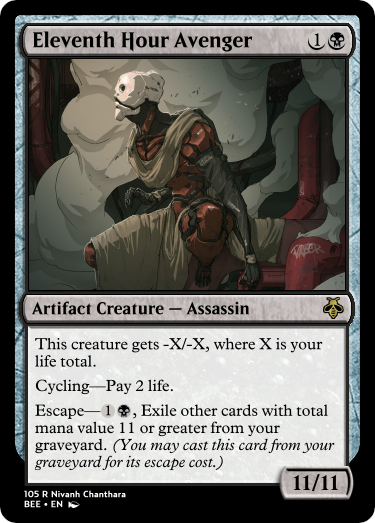 Eleventh Hour Avenger 1
Artifact Creature — Assassin
This creature gets -X/-X, where X is your
life total.
Cycling—Pay 2 life.
Escape—1, Exile other cards with total
mana value 11 or greater from your
graveyard. (You may cast this card from your
graveyard for its escape cost.)
11/11
105 R Nivanh Chanthara
BEE • EN